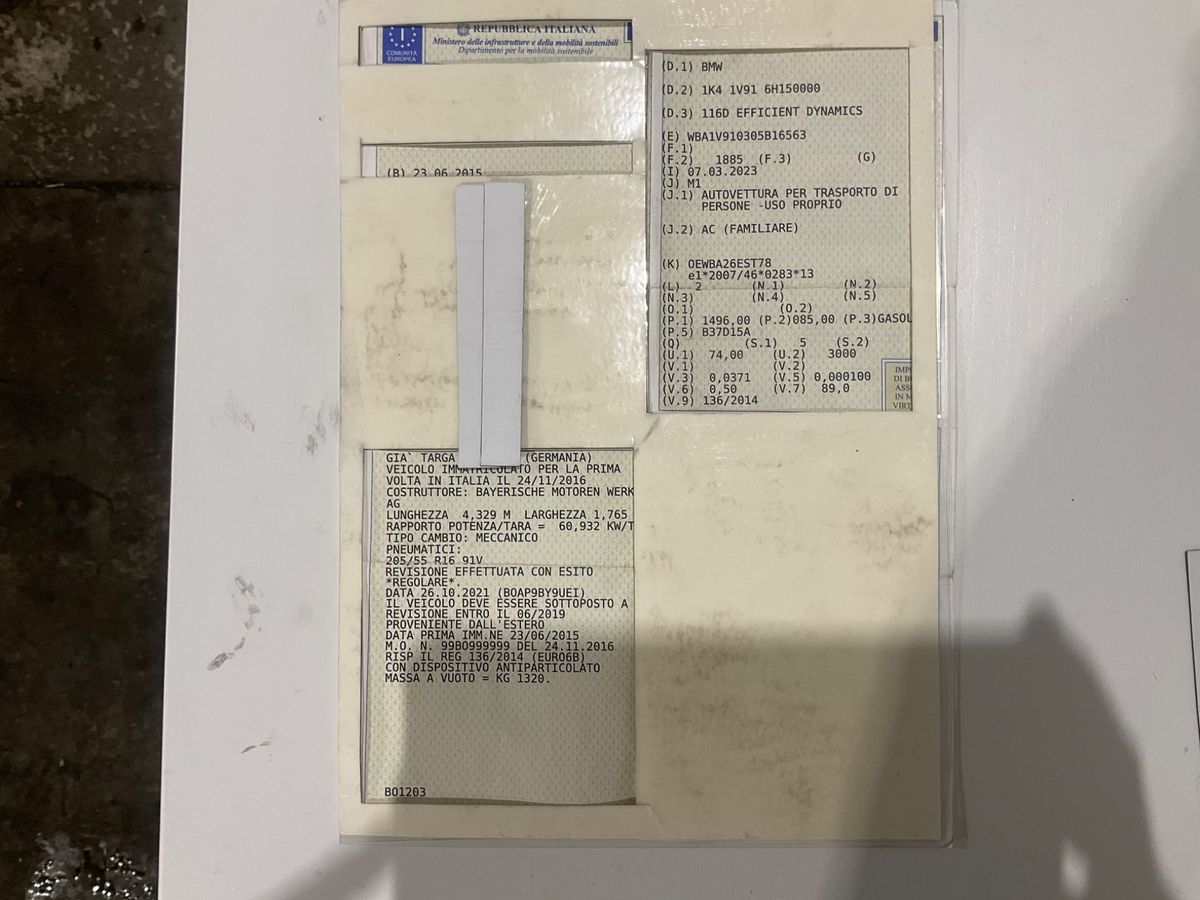 REPUBBLICA ITALIANA
Ministero delle infrastrutture e della mobilità sostenibili
Dipartimento per la mobilità sostenibile
I
COMUNITÀ
EUROPEA
(B) 23.06.2015
GIA` TARGA (GERMANIA)
VEICOLO IMMATRICOLATO PER LA PRIMA
VOLTA IN ITALIA IL 24/11/2016
COSTRUTTORE: BAYERISCHE MOTOREN WERK
AG
LUNGHEZZA 4,329 M LARGHEZZA 1,765
RAPPORTO POTENZA/TARA = 60,932 KW/T
TIPO CAMBIO: MECCANICO
PNEUMATICI:
205/55 R16 91V
REVISIONE EFFETTUATA CON ESITO
*REGOLARE*.
DATA 26.10.2021 (BOAP9BY9UEI)
IL VEICOLO DEVE ESSERE SOTTOPOSTO A
REVISIONE ENTRO IL 06/2019
PROVENIENTE DALL'ESTERO
DATA PRIMA IMM.NE 23/06/2015
M.O. N. 99BO999999 DEL 24.11.2016
RISP IL REG 136/2014 (EURO6B)
CON DISPOSITIVO ANTIPARTICOLATO
MASSA A VUOTO = KG 1320.
BO1203
(D.1) BMW
(D.2) 1K4 1V91 6H150000
(D.3) 116D EFFICIENT DYNAMICS
(E) WBA1V910305B16563
(F.1)
(F.2) 1885 (F.3) (G)
(I) 07.03.2023
(J) M1
(J.1) AUTOVETTURA PER TRASPORTO DI
PERSONE -USO PROPRIO
(J.2) AC (FAMILIARE)
(K) OEWBA26EST78
e1*2007/46*0283*13
(L) 2 (N.1) (N.2)
(N.3) (N.4) (N.5)
(O.1) (O.2)
(P.1) 1496,00 (P.2)085,00 (P.3)GASOL
(P.5) B37D15A
(Q) (S.1) 5 (S.2)
(U.1) 74,00 (U.2) 3000
(V.1) (V.2)
(V.3) 0,0371 (V.5) 0,000100
(V.6) 0,50 (V.7) 89,0
(V.9) 136/2014
IMP
DI B
ASS
IN M
VIRT